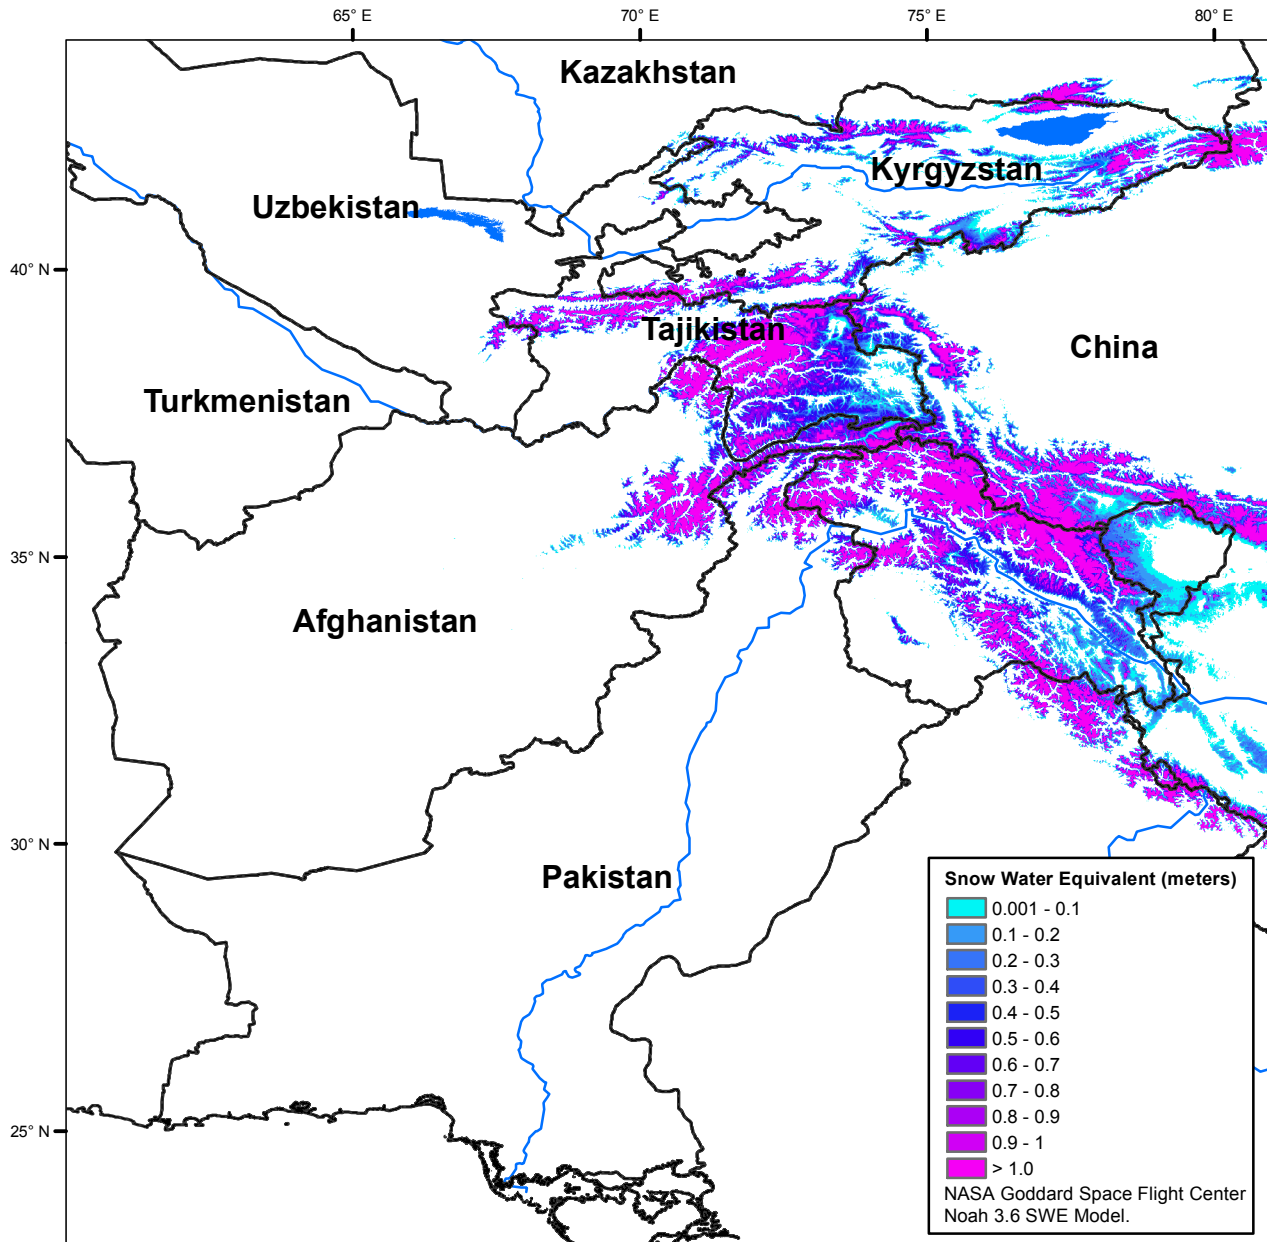 65° E
70° E
75° E
80° E
Kazakhstan
Kyrgyzstan
Uzbekistan
40° N
Tajikistan
China
Turkmenistan
35° N
Afghanistan
30° N
Pakistan
25° N
Snow Water Equivalent (meters)
0.001 - 0.1
0.1 - 0.2
0.2 - 0.3
0.3 - 0.4
0.4 - 0.5
0.5 - 0.6
0.6 - 0.7
0.7 - 0.8
0.8 - 0.9
0.9 - 1
> 1.0
NASA Goddard Space Flight Center
Noah 3.6 SWE Model.